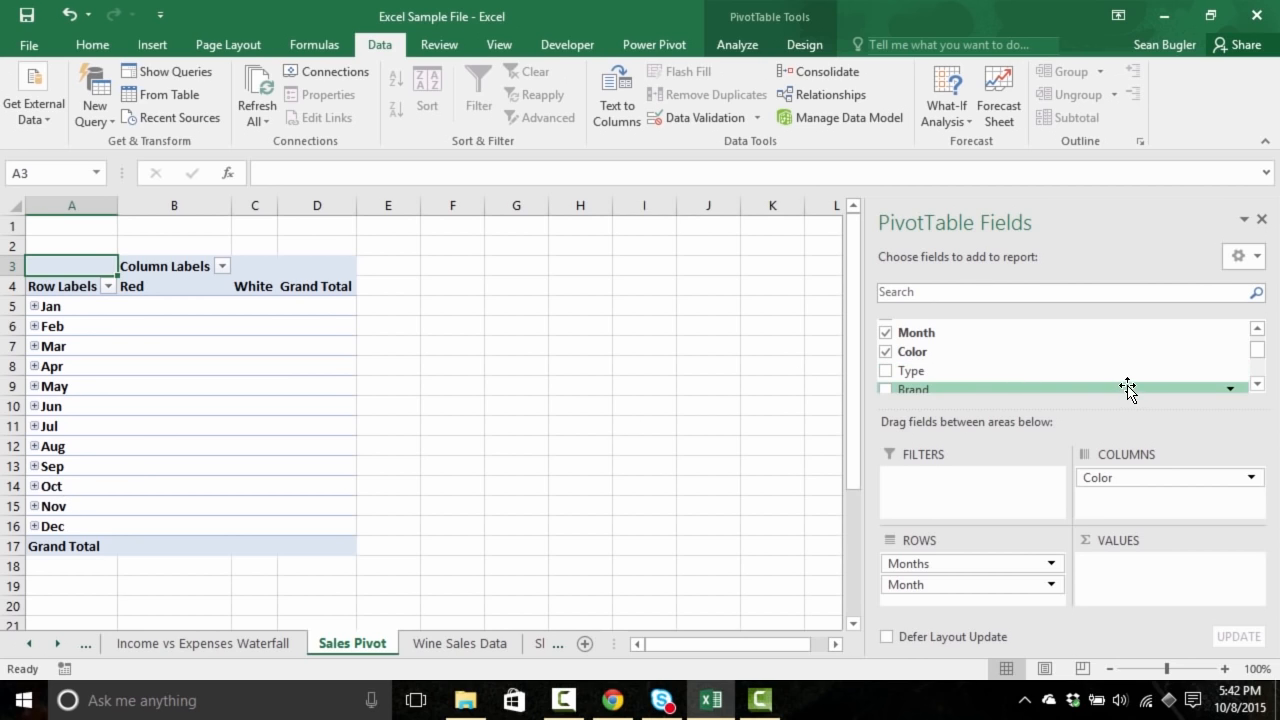 Excel Sample File - Excel
PivotTable Tools
File Home Insert Page Layout Formulas Data Review View Developer Power Pivot Analyze Design Tell me what you want to do... Sean Bugler Share
Get External Data
New Query
Show Queries
From Table
Recent Sources
Get & Transform
Refresh All
Connections
Properties
Edit Links
Connections
Sort
Filter
Clear
Reapply
Advanced
Sort & Filter
Text to Columns
Flash Fill
Remove Duplicates
Data Validation
Consolidate
Relationships
Manage Data Model
Data Tools
What-If Analysis
Forecast Sheet
Forecast
Group
Ungroup
Subtotal
Outline
A3
fx
A B C D E F G H I J K L
1
2
3 Column Labels
4 Row Labels Red White Grand Total
5 Jan
6 Feb
7 Mar
8 Apr
9 May
10 Jun
11 Jul
12 Aug
13 Sep
14 Oct
15 Nov
16 Dec
17 Grand Total
18
19
20
21
PivotTable Fields
Choose fields to add to report:
Search
Month
Color
Type
Brand
Drag fields between areas below:
FILTERS
COLUMNS
Color
ROWS
Months
Month
Σ VALUES
Defer Layout Update
UPDATE
... Income vs Expenses Waterfall Sales Pivot Wine Sales Data Sl ...
Ready
100%
Ask me anything
5:42 PM
10/8/2015